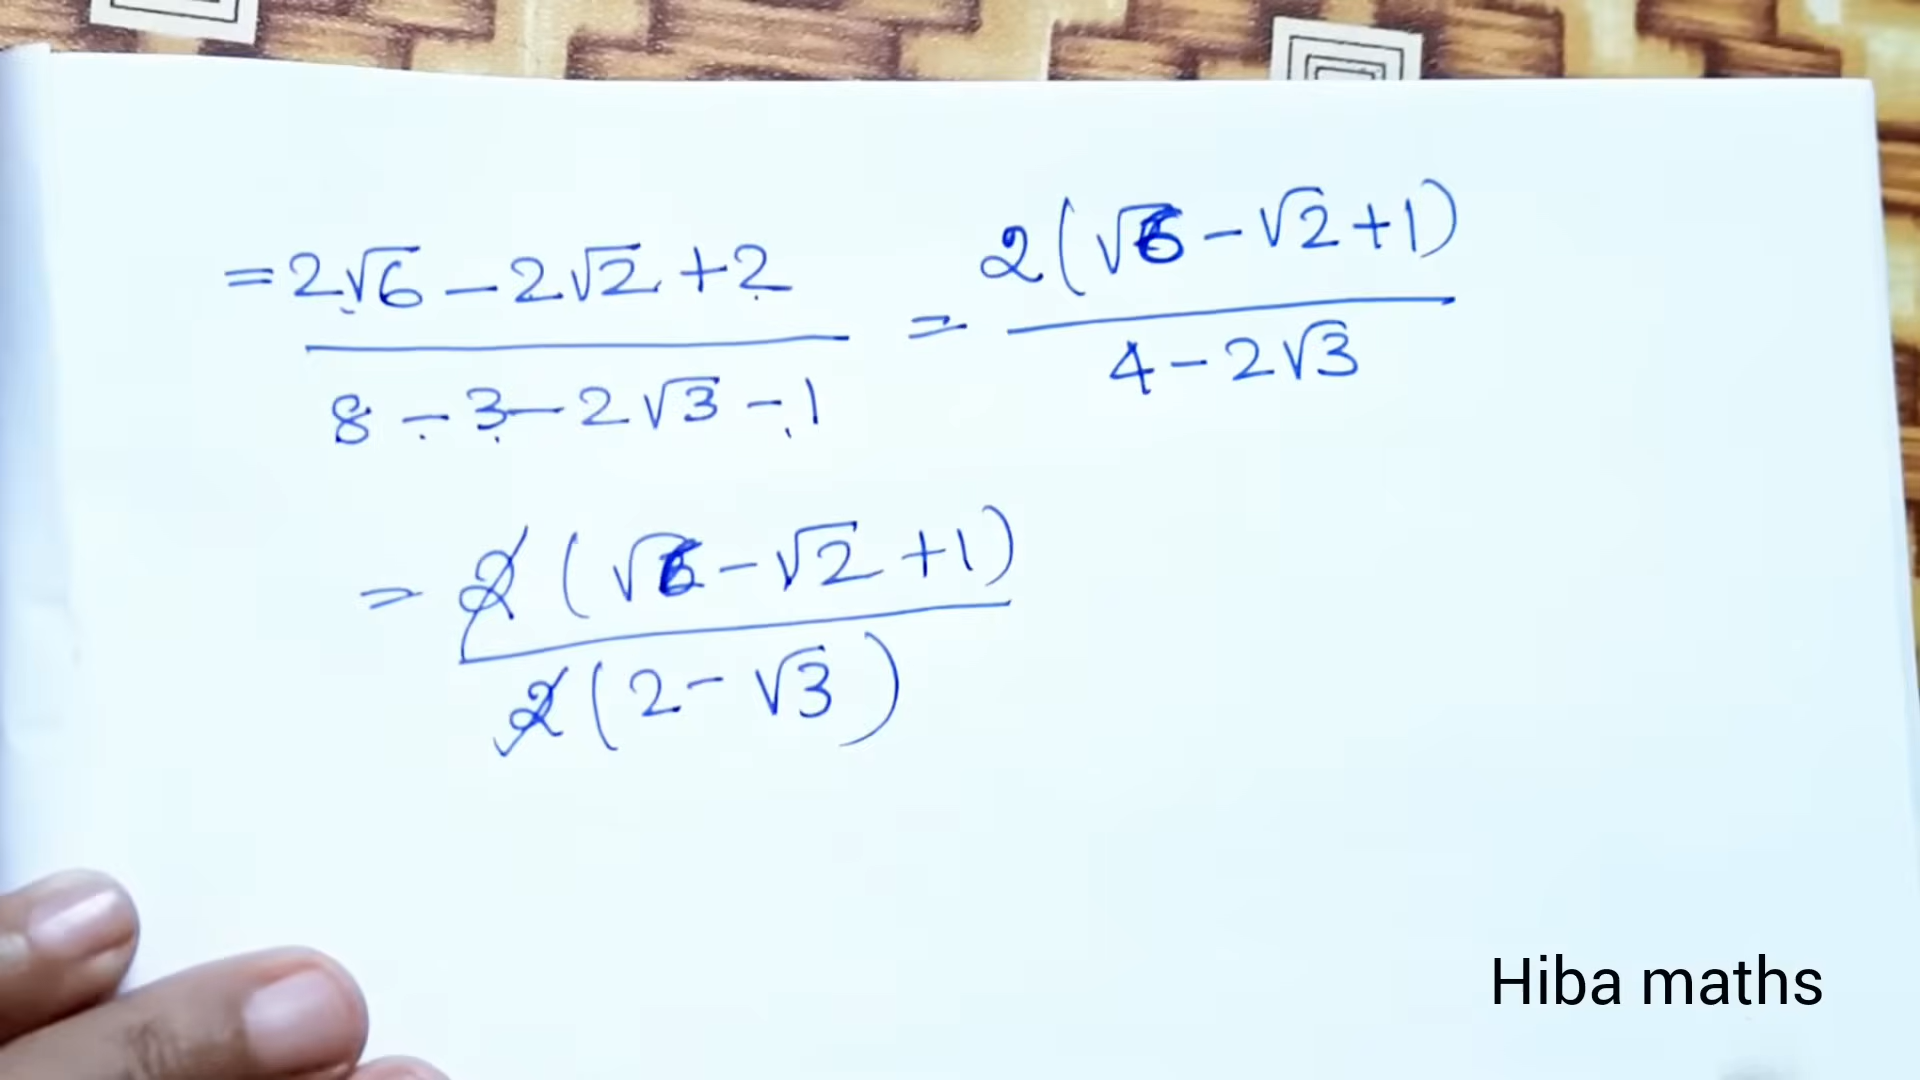 = 2√6 − 2√2 + 2 / 8 − 3 − 2√3 − 1 = 2(√6 − √2 + 1) / 4 − 2√3
= 2(√6 − √2 + 1) / 2(2 − √3)
Hiba maths